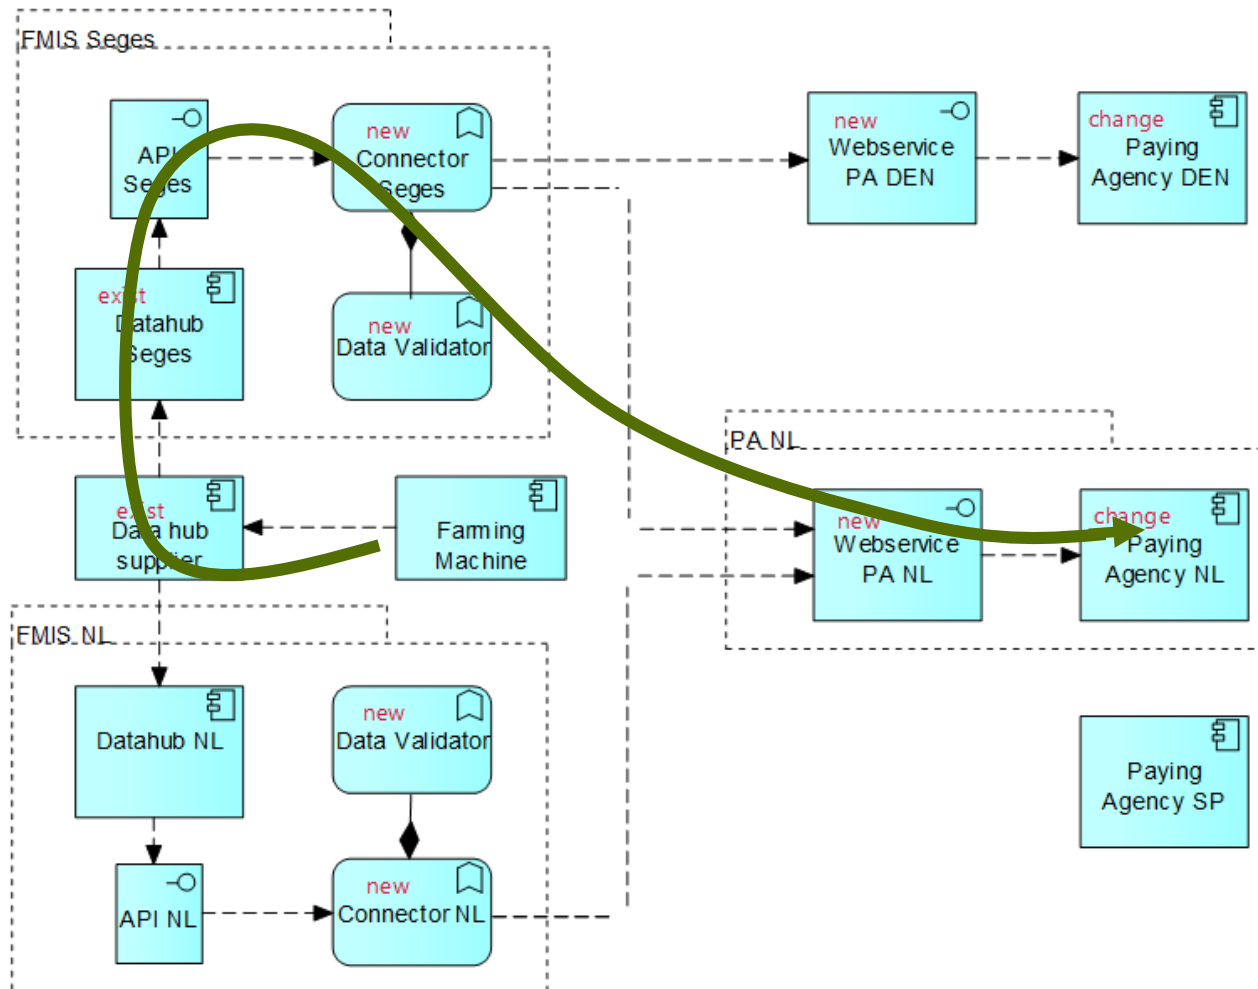 FMIS Seges
API
Seges
new
Connector
Seges
new
Webservice
PA DEN
change
Paying
Agency DEN
exist
Datahub
Seges
new
Data Validator
PA NL
exist
Data hub
supplier
Farming
Machine
new
Webservice
PA NL
change
Paying
Agency NL
FMIS NL
Datahub NL
new
Data Validator
Paying
Agency SP
API NL
new
Connector NL